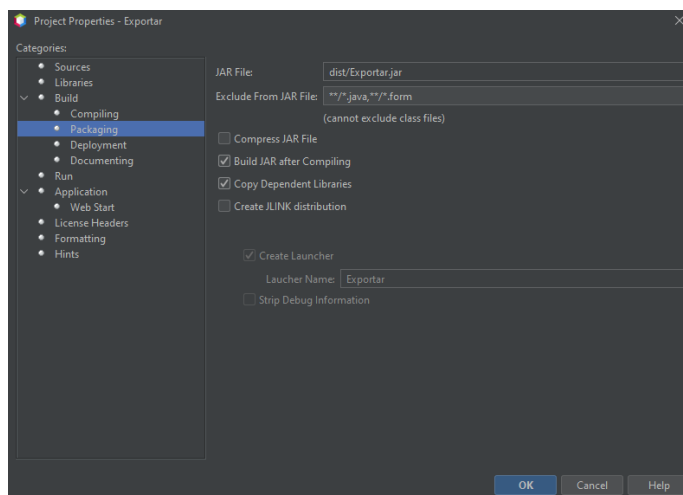 Project Properties - Exportar
Categories:
Sources
Libraries
Build
Compiling
Packaging
Deployment
Documenting
Run
Application
Web Start
License Headers
Formatting
Hints
JAR File: dist/Exportar.jar
Exclude From JAR File: **/*.java,**/*.form
(cannot exclude class files)
Compress JAR File
Build JAR after Compiling
Copy Dependent Libraries
Create JLINK distribution
Create Launcher
Laucher Name: Exportar
Strip Debug Information
OK Cancel Help